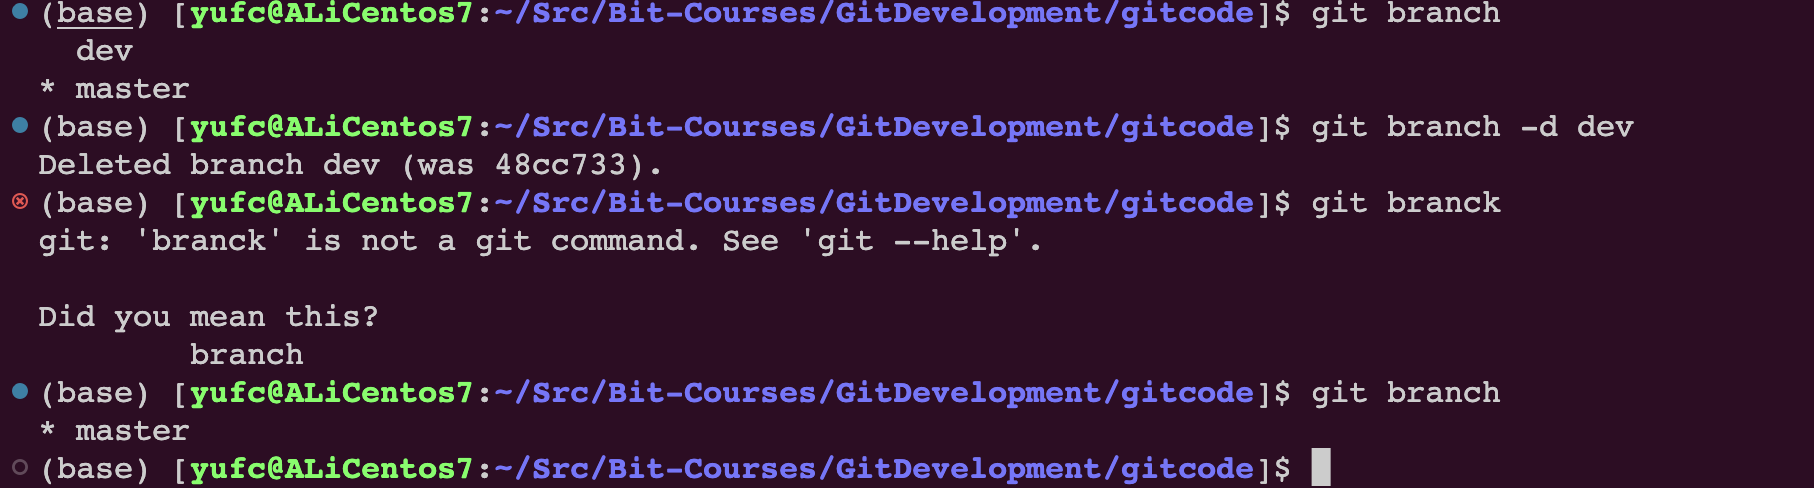 (base) [yufc@ALiCentos7:~/Src/Bit-Courses/GitDevelopment/gitcode]$ git branch
  dev
* master
(base) [yufc@ALiCentos7:~/Src/Bit-Courses/GitDevelopment/gitcode]$ git branch -d dev
Deleted branch dev (was 48cc733).
(base) [yufc@ALiCentos7:~/Src/Bit-Courses/GitDevelopment/gitcode]$ git branck
git: 'branck' is not a git command. See 'git --help'.

Did you mean this?
        branch
(base) [yufc@ALiCentos7:~/Src/Bit-Courses/GitDevelopment/gitcode]$ git branch
* master
(base) [yufc@ALiCentos7:~/Src/Bit-Courses/GitDevelopment/gitcode]$